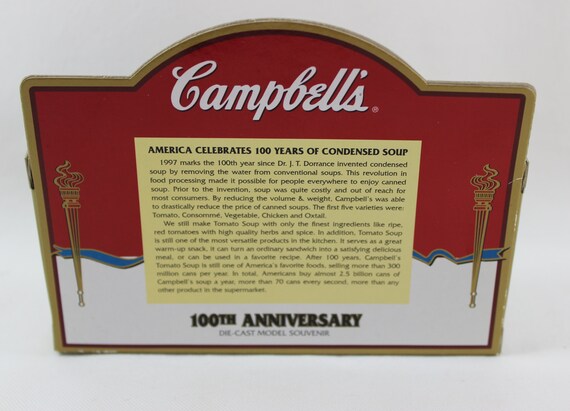 Campbell's®
AMERICA CELEBRATES 100 YEARS OF CONDENSED SOUP
1997 marks the 100th year since Dr. J. T. Dorrance invented condensed
soup by removing the water from conventional soups. This revolution in
food processing made it possible for people everywhere to enjoy canned
soup. Prior to the invention, soup was quite costly and out of reach for
most consumers. By reducing the volume & weight, Campbell's was able
to drastically reduce the price of canned soups. The first five varieties were:
Tomato, Consommé, Vegetable, Chicken and Oxtail.
We still make Tomato Soup with only the finest ingredients like ripe,
red tomatoes with high quality herbs and spice. In addition, Tomato Soup
is still one of the most versatile products in the kitchen. It serves as a great
warm-up snack, it can turn an ordinary sandwich into a satisfying delicious
meal, or can be used in a favorite recipe. After 100 years, Campbell's
Tomato Soup is still one of America's favorite foods, selling more than 300
million cans per year. In total, Americans buy almost 2.5 billion cans of
Campbell's soup a year, more than 70 cans every second, more than any
other product in the supermarket.
100TH ANNIVERSARY
DIE-CAST MODEL SOUVENIR